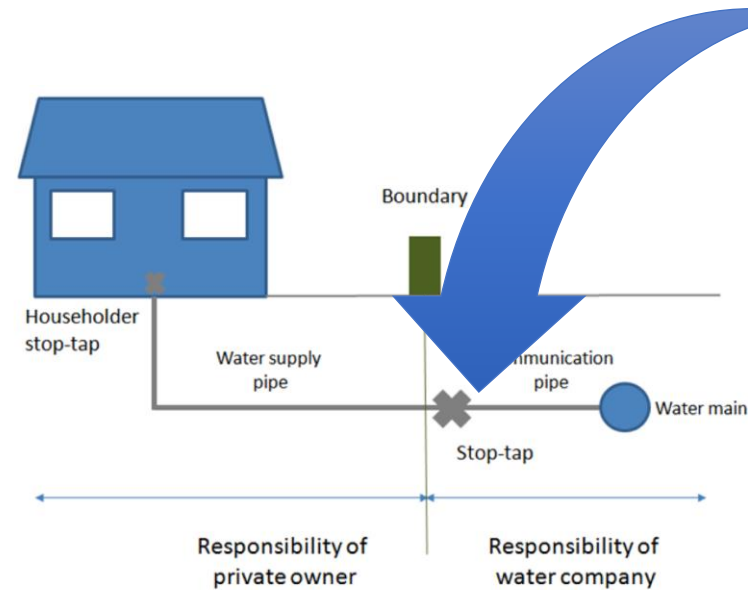 Boundary
Householder
stop-tap
Water supply
pipe
mmunication
pipe
Water main
Stop-tap
Responsibility of
private owner
Responsibility of
water company